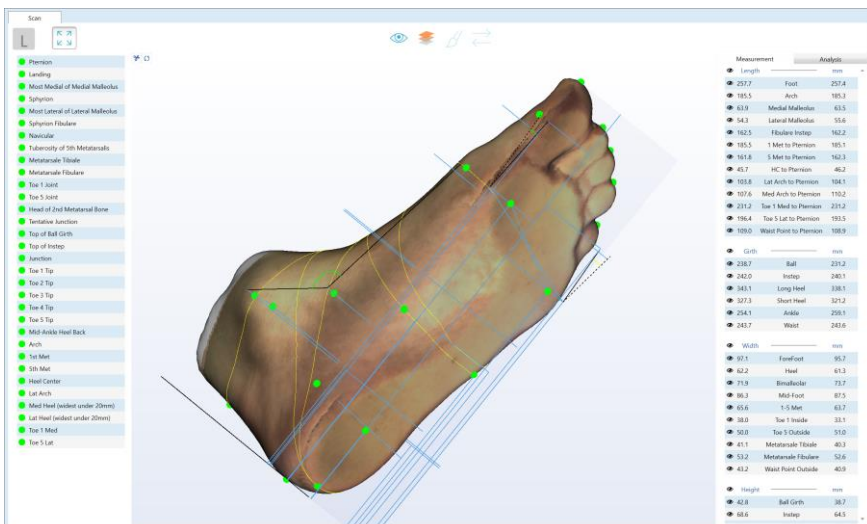 Scan
L
Pternion
Landing
Most Medial of Medial Malleolus
Sphyrion
Most Lateral of Lateral Malleolus
Sphyrion Fibulare
Navicular
Tuberosity of 5th Metatarsalis
Metatarsale Tibiale
Metatarsale Fibulare
Toe 1 Joint
Toe 5 Joint
Head of 2nd Metatarsal Bone
Tentative Junction
Top of Ball Girth
Top of Instep
Junction
Toe 1 Tip
Toe 2 Tip
Toe 3 Tip
Toe 4 Tip
Toe 5 Tip
Mid-Ankle Heel Back
Arch
1st Met
5th Met
Heel Center
Lat Arch
Med Heel (widest under 20mm)
Lat Heel (widest under 20mm)
Toe 1 Med
Toe 5 Lat
Measurement Analysis
Length mm
257.7 Foot 257.4
185.5 Arch 185.3
63.9 Medial Malleolus 63.5
54.3 Lateral Malleolus 55.6
162.5 Fibulare Instep 162.2
185.5 1 Met to Pternion 185.1
161.8 5 Met to Pternion 162.3
45.7 HC to Pternion 46.2
103.8 Lat Arch to Pternion 104.1
107.6 Med Arch to Pternion 110.2
231.2 Toe 1 Med to Pternion 231.2
196.4 Toe 5 Lat to Pternion 193.5
109.0 Waist Point to Pternion 108.9
Girth mm
238.7 Ball 231.2
242.0 Instep 240.1
343.1 Long Heel 338.1
327.3 Short Heel 321.2
254.1 Ankle 259.1
243.7 Waist 243.6
Width mm
97.1 ForeFoot 95.7
62.2 Heel 61.3
71.9 Bimalleolar 73.7
86.3 Mid-Foot 87.5
65.6 1-5 Met 63.7
38.0 Toe 1 Inside 33.1
50.0 Toe 5 Outside 51.0
41.1 Metatarsale Tibiale 40.3
53.2 Metatarsale Fibulare 52.6
43.2 Waist Point Outside 40.9
Height mm
42.8 Ball Girth 38.7
68.6 Instep 64.5